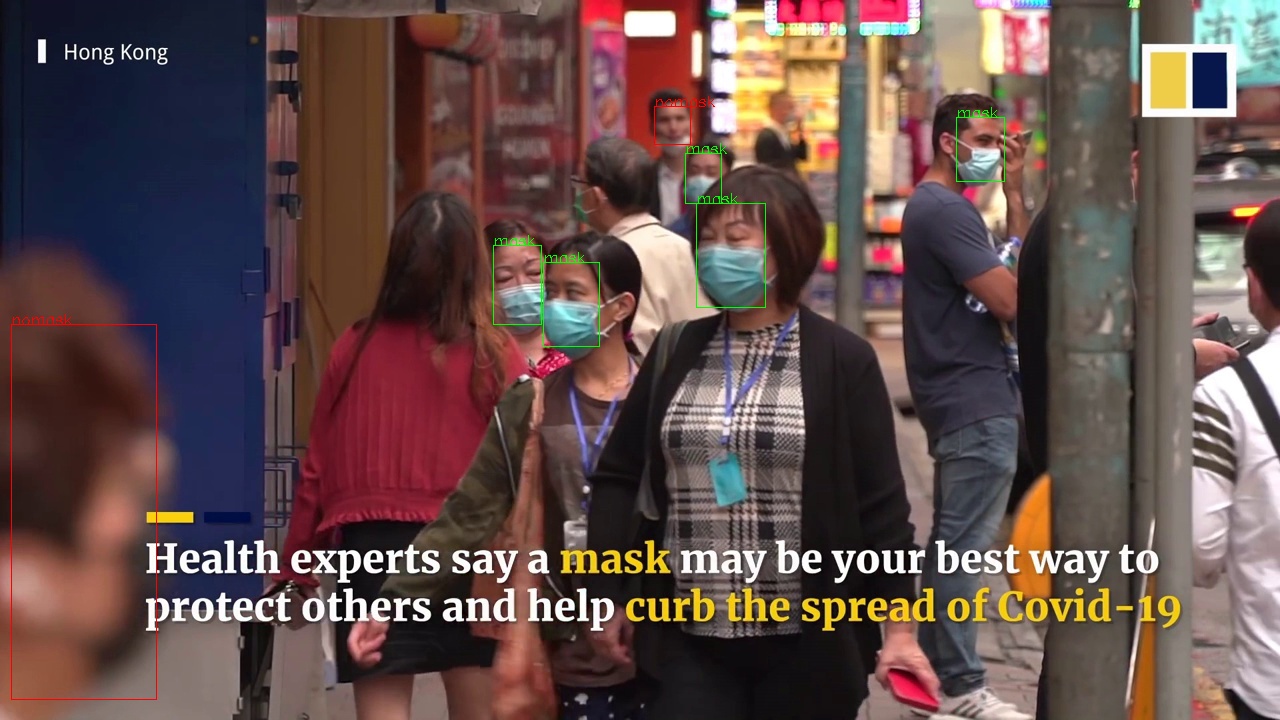 Hong Kong
nomask
mask
mask
mask
mask
mask
nomask
Health experts say a mask may be your best way to
protect others and help curb the spread of Covid-19